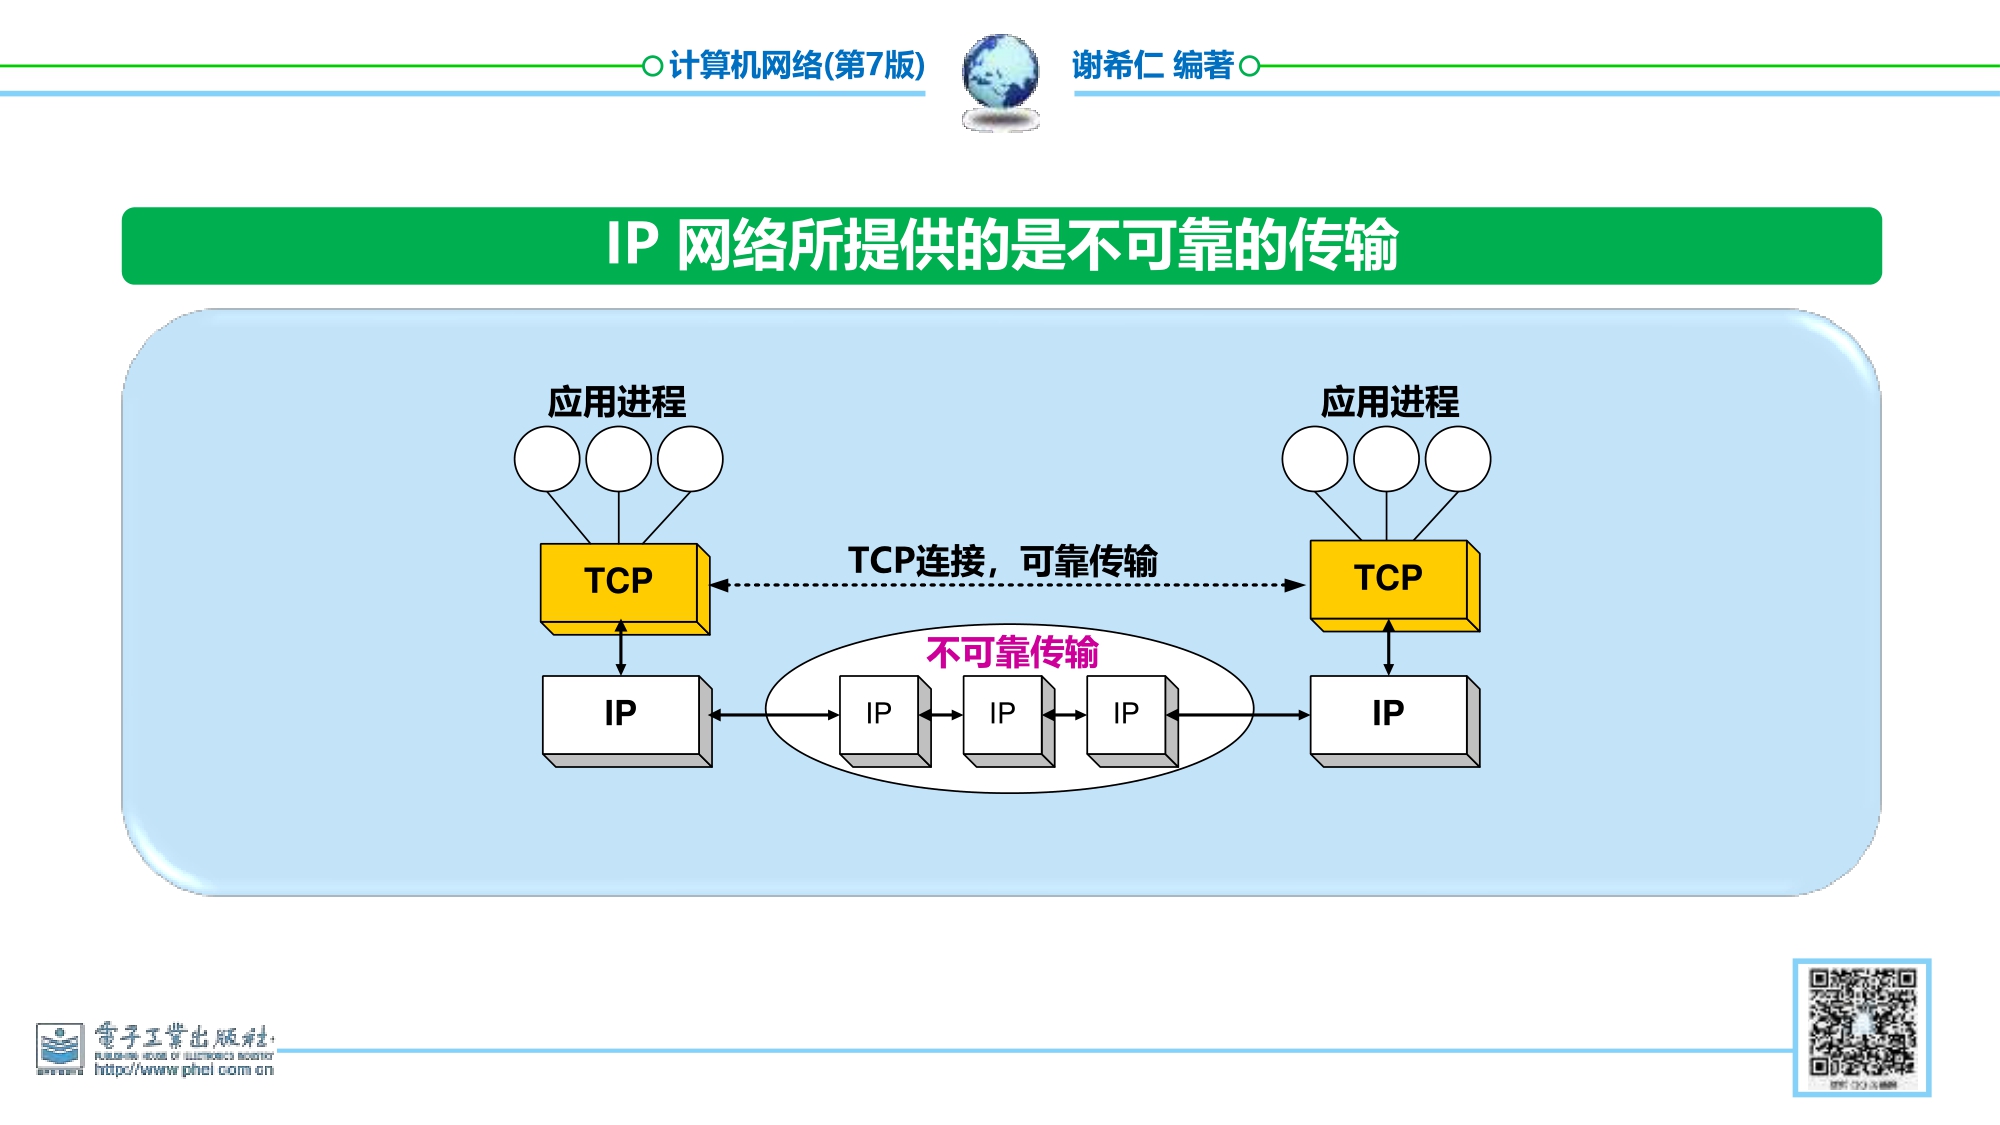 计算机网络(第7版)
谢希仁 编著
IP 网络所提供的是不可靠的传输
应用进程
应用进程
TCP连接，可靠传输
TCP
TCP
不可靠传输
IP
IP
IP
IP
IP
電子工業出版社
PUBLISHING HOUSE OF ELECTRONICS INDUSTRY
http://www.phei.com.cn